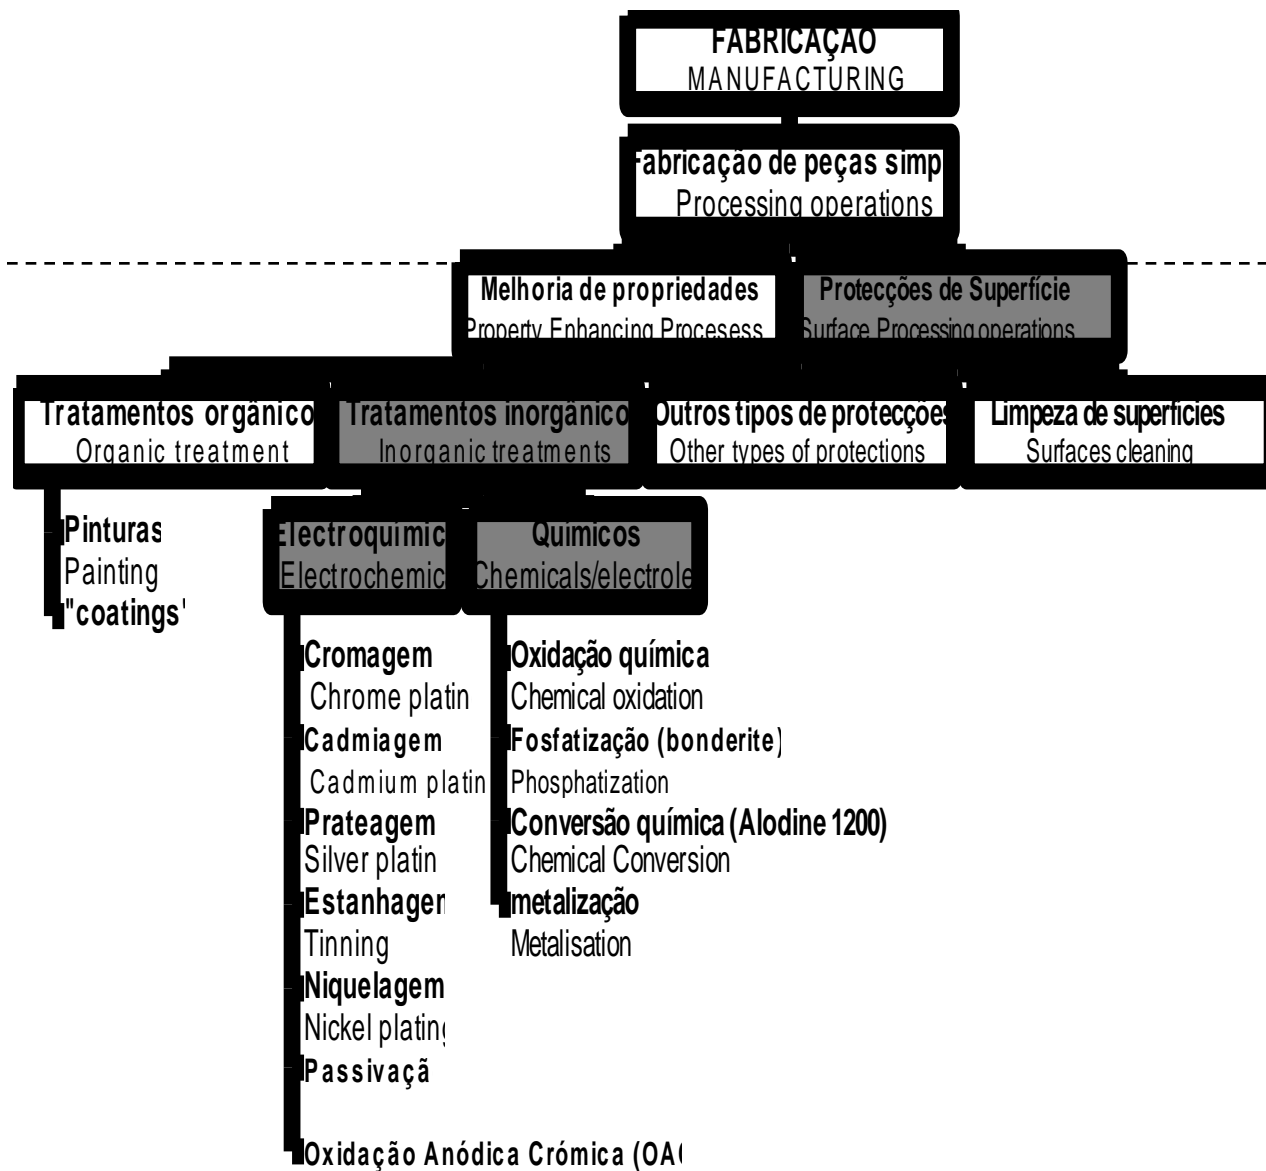 FABRICAÇÃO
MANUFACTURING
Fabricação de peças simp
Processing operations
Melhoria de propriedades
Property Enhancing Procesess
Protecções de Superfície
Surface Processing operations
Tratamentos orgânico
Organic treatment
Tratamentos inorgânico
Inorganic treatments
Outros tipos de protecções
Other types of protections
Limpeza de superfícies
Surfaces cleaning
Pinturas
Painting
"coatings"
Electroquímic
Electrochemic
Químicos
Chemicals/electrole
Cromagem
Chrome platin
Cadmiagem
Cadmium platin
Prateagem
Silver platin
Estanhagem
Tinning
Niquelagem
Nickel plating
Passivaçã
Oxidação Anódica Crómica (OAC
Oxidação química
Chemical oxidation
Fosfatização (bonderite)
Phosphatization
Conversão química (Alodine 1200)
Chemical Conversion
metalização
Metalisation